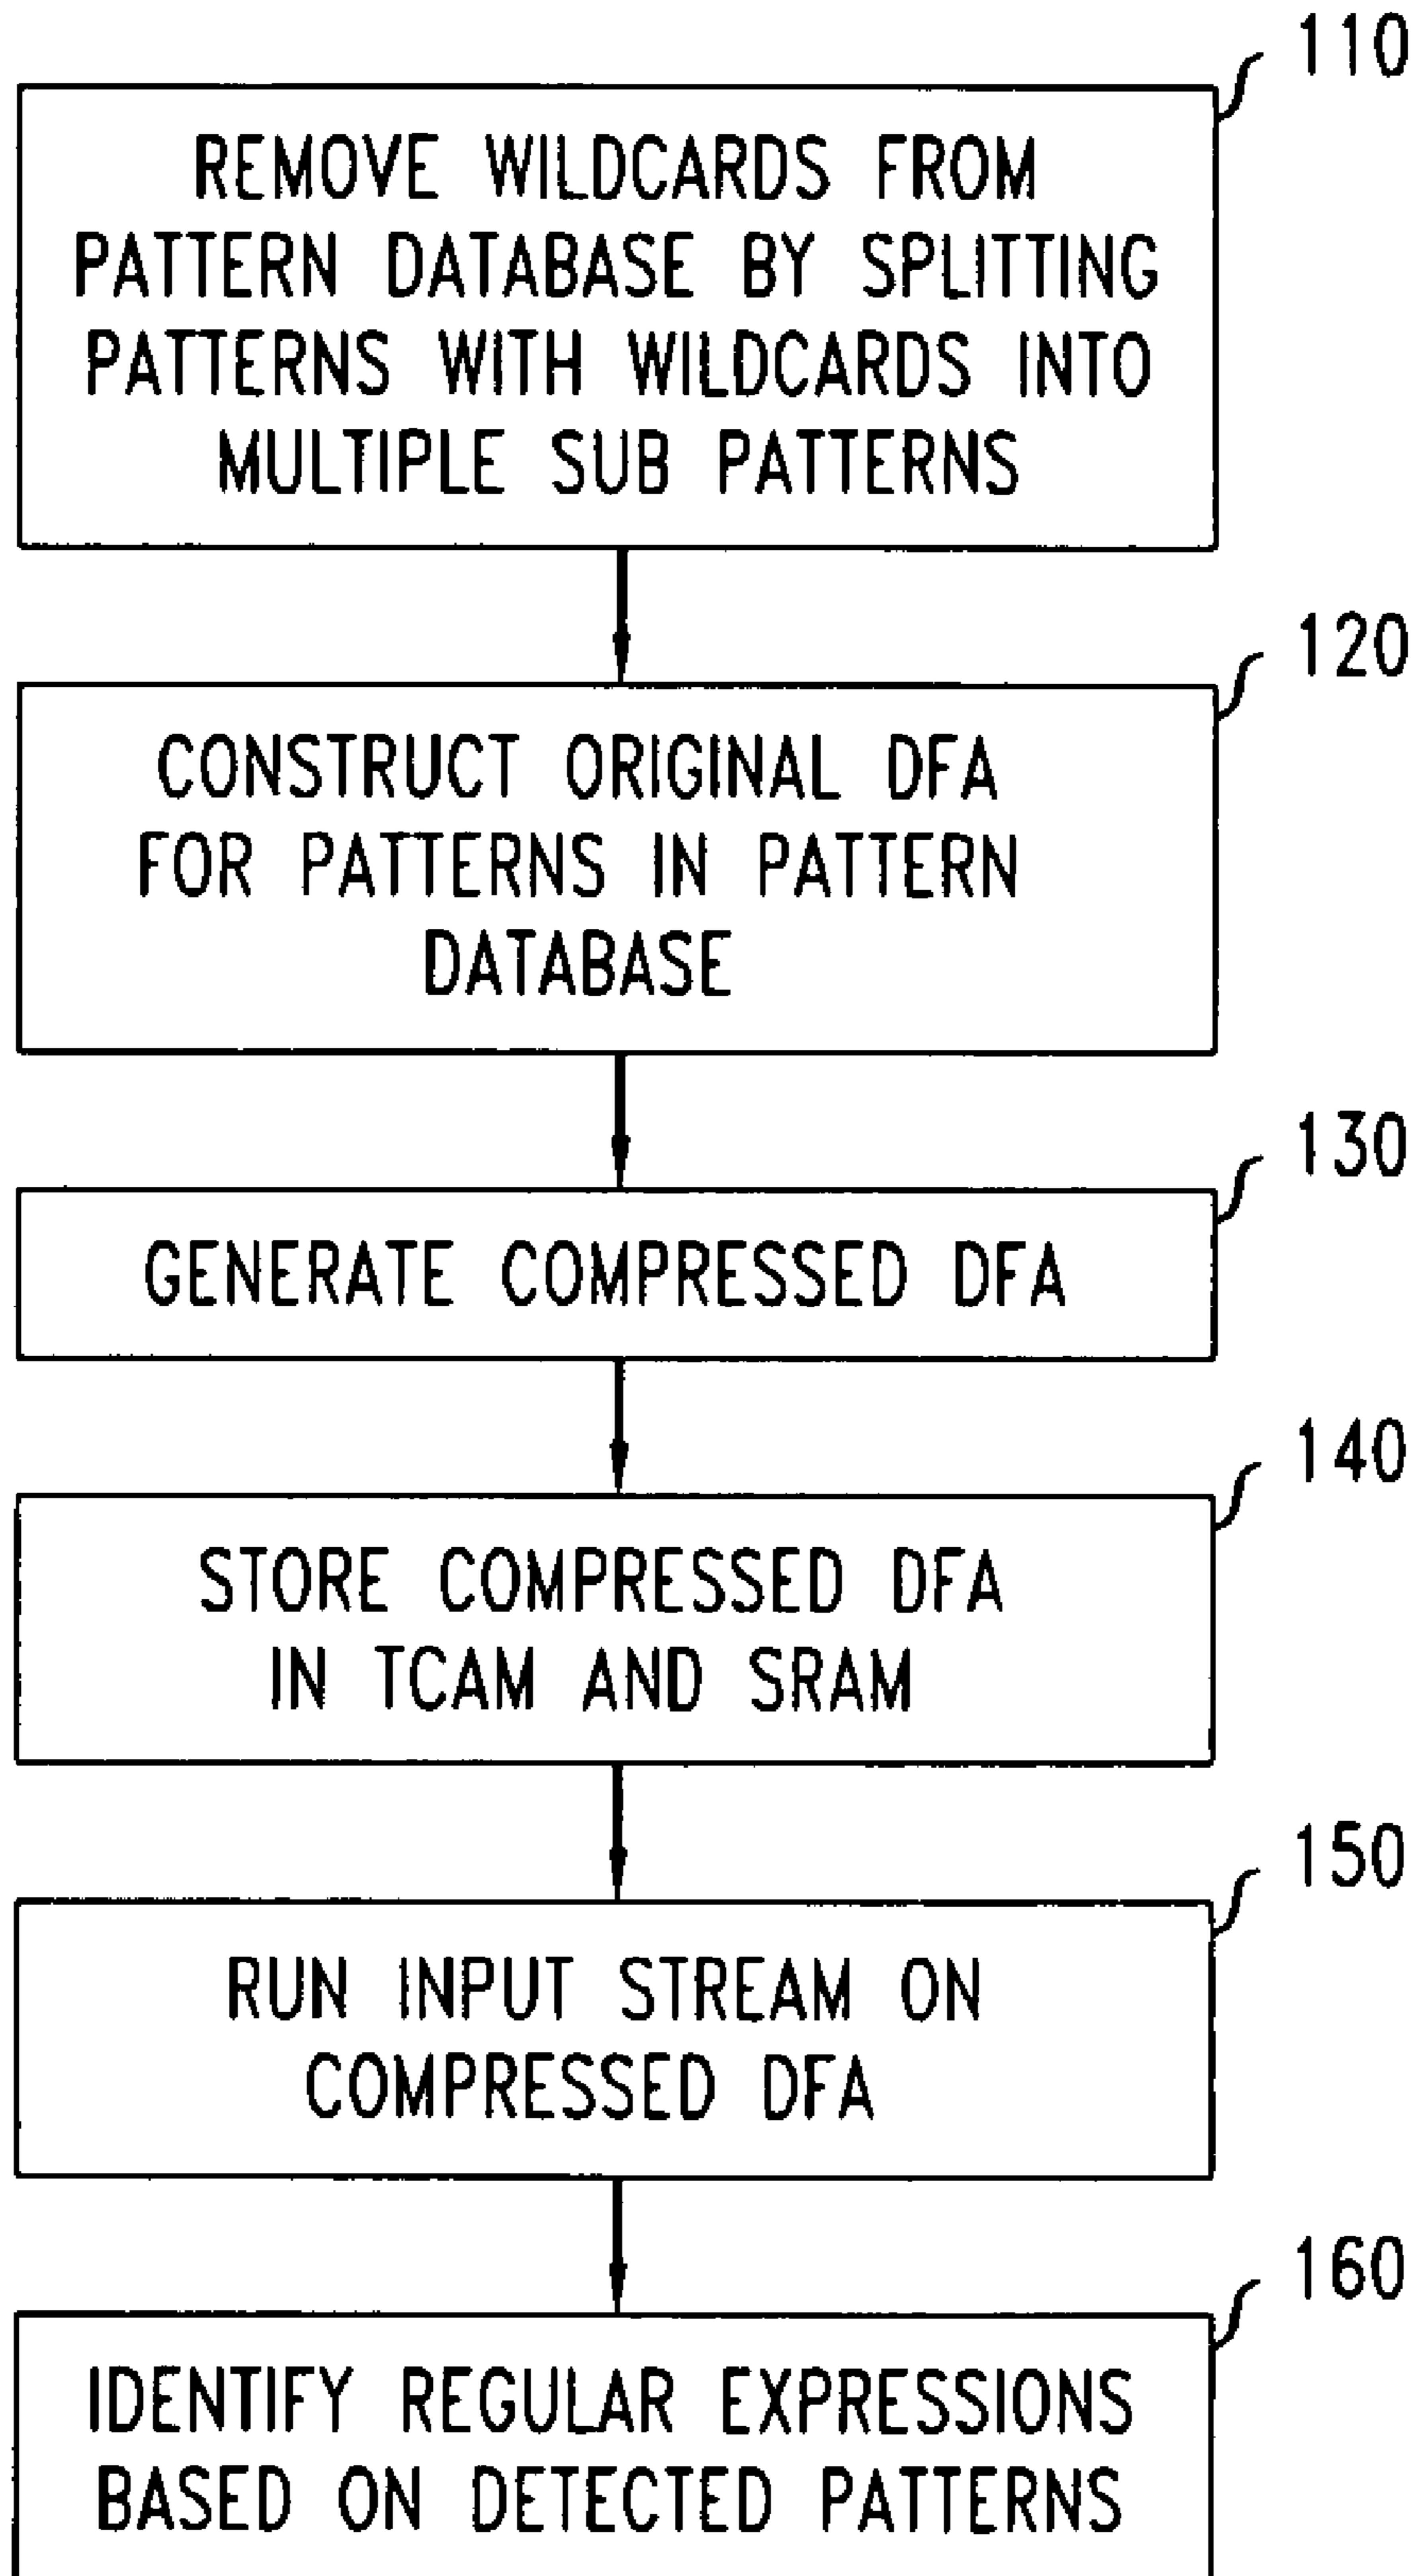 110
REMOVE WILDCARDS FROM
PATTERN DATABASE BY SPLITTING
PATTERNS WITH WILDCARDS INTO
MULTIPLE SUB PATTERNS
120
CONSTRUCT ORIGINAL DFA
FOR PATTERNS IN PATTERN
DATABASE
130
GENERATE COMPRESSED DFA
140
STORE COMPRESSED DFA
IN TCAM AND SRAM
150
RUN INPUT STREAM ON
COMPRESSED DFA
160
IDENTIFY REGULAR EXPRESSIONS
BASED ON DETECTED PATTERNS